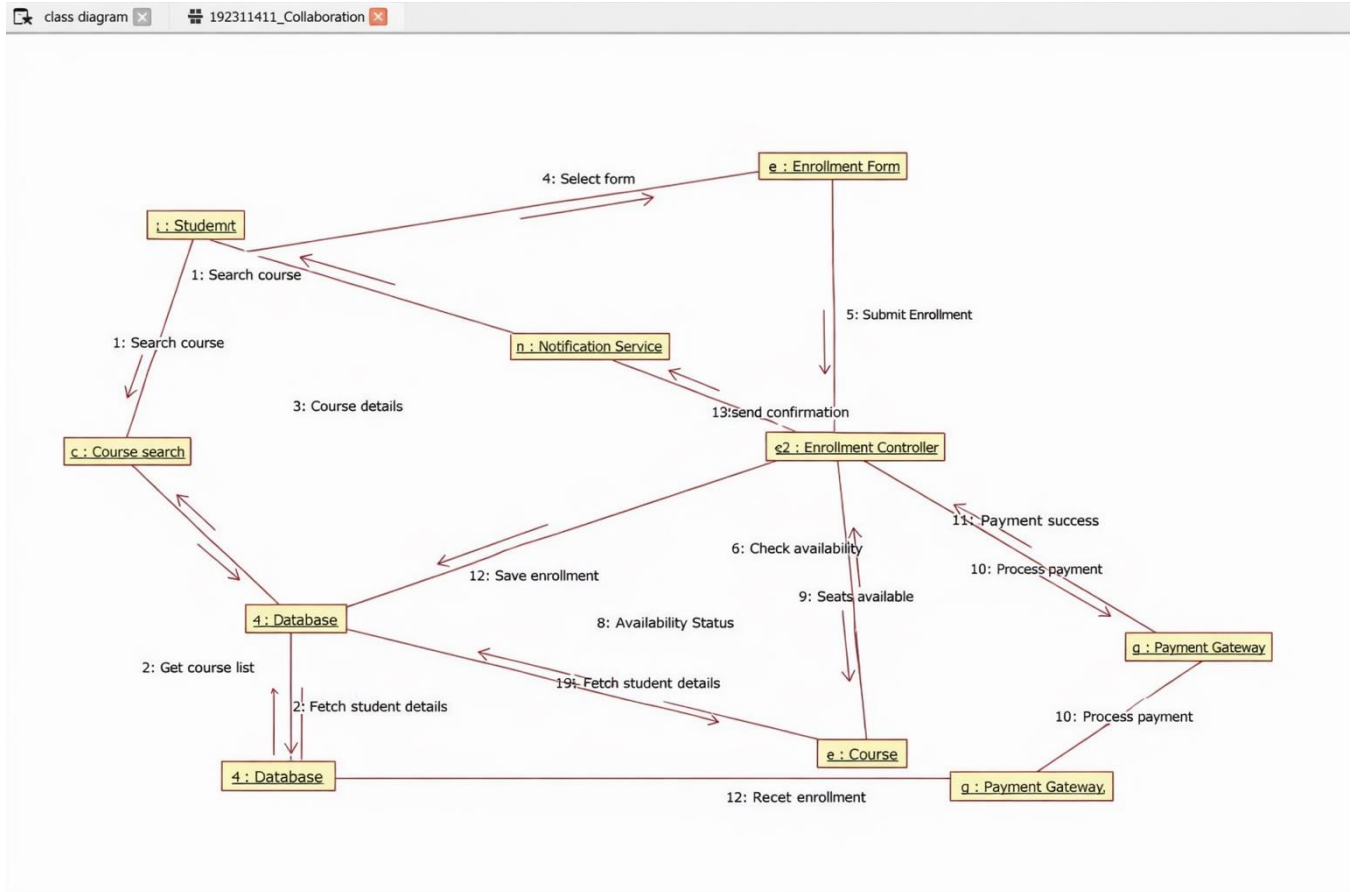 class diagram
192311411_Collaboration
e : Enrollment Form
4: Select form
: : Studemrt
1: Search course
5: Submit Enrollment
1: Search course
n : Notification Service
3: Course details
13:send confirmation
c : Course search
e2 : Enrollment Controller
11: Payment success
6: Check availability
10: Process payment
12: Save enrollment
9: Seats available
4 : Database
8: Availability Status
g : Payment Gateway
2: Get course list
19: Fetch student details
2: Fetch student details
10: Process payment
e : Course
4 : Database
g : Payment Gateway,
12: Recet enrollment